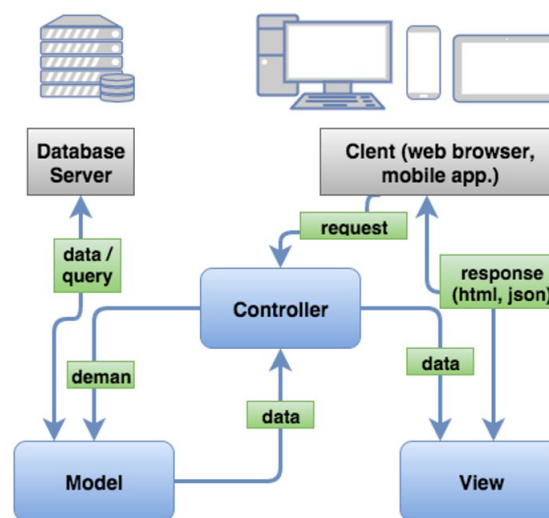 Database
Server
Clent (web browser,
mobile app.)
request
data /
query
response
(html, json)
Controller
deman
data
data
Model
View